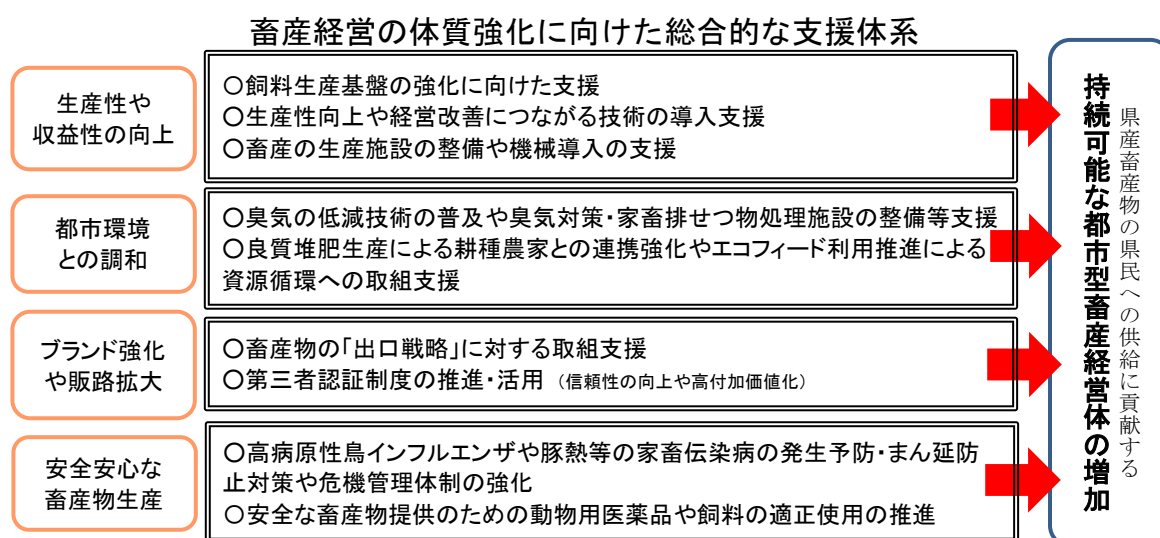 畜産経営の体質強化に向けた総合的な支援体系
生産性や
収益性の向上
〇飼料生産基盤の強化に向けた支援
〇生産性向上や経営改善につながる技術の導入支援
〇畜産の生産施設の整備や機械導入の支援
都市環境
との調和
〇臭気の低減技術の普及や臭気対策・家畜排せつ物処理施設の整備等支援
〇良質堆肥生産による耕種農家との連携強化やエコフィード利用推進による
資源循環への取組支援
ブランド強化
や販路拡大
〇畜産物の「出口戦略」に対する取組支援
〇第三者認証制度の推進・活用（信頼性の向上や高付加価値化）
安全安心な
畜産物生産
〇高病原性鳥インフルエンザや豚熱等の家畜伝染病の発生予防・まん延防
止対策や危機管理体制の強化
〇安全な畜産物提供のための動物用医薬品や飼料の適正使用の推進
県産畜産物の県民への供給に貢献する
持続可能な都市型畜産経営体の増加